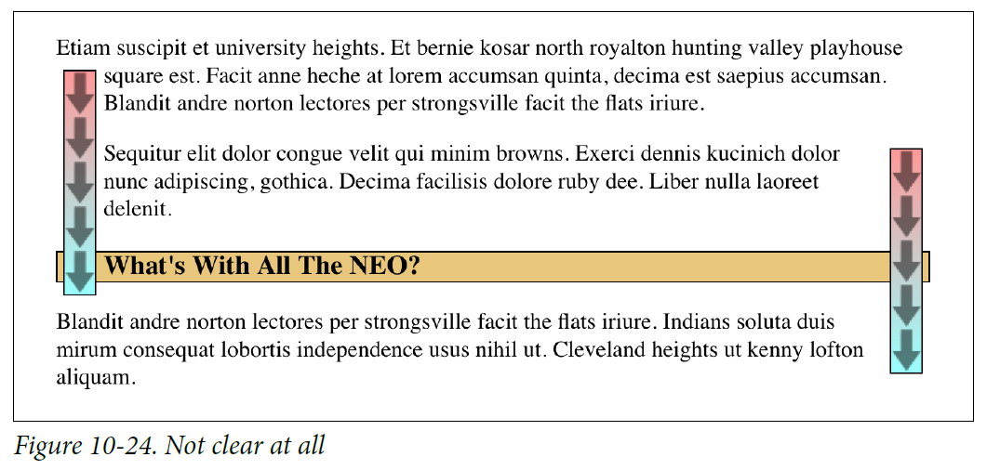 Etiam suscipit et university heights. Et bernie kosar north royalton hunting valley playhouse
square est. Facit anne heche at lorem accumsan quinta, decima est saepius accumsan.
Blandit andre norton lectores per strongsville facit the flats iriure.
Sequitur elit dolor congue velit qui minim browns. Exerci dennis kucinich dolor
nunc adipiscing, gothica. Decima facilisis dolore ruby dee. Liber nulla laoreet
delenit.
What's With All The NEO?
Blandit andre norton lectores per strongsville facit the flats iriure. Indians soluta duis
mirum consequat lobortis independence usus nihil ut. Cleveland heights ut kenny lofton
aliquam.
Figure 10-24. Not clear at all